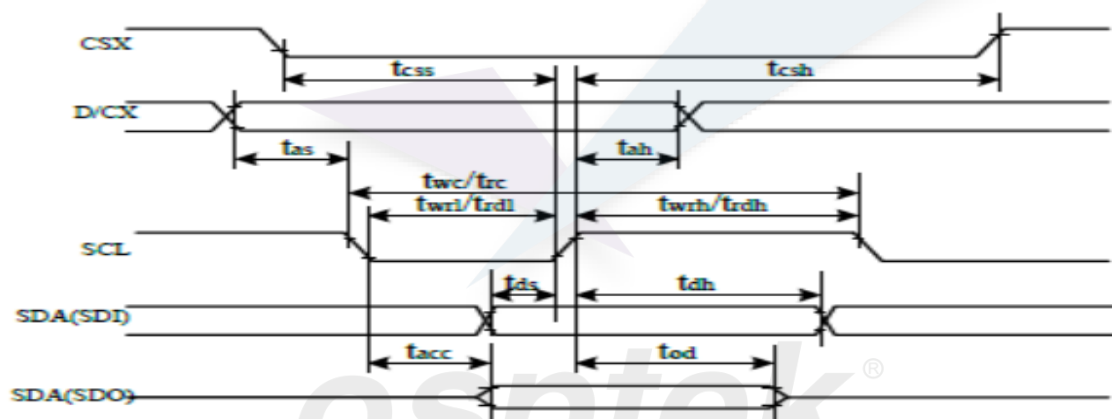 CSX
tcss tcsh
D/CX
tas tah
twc/trc
twrl/trdl twrh/trdh
SCL
tds tdh
SDA(SDI)
tacc tod
SDA(SDO)
osptek®